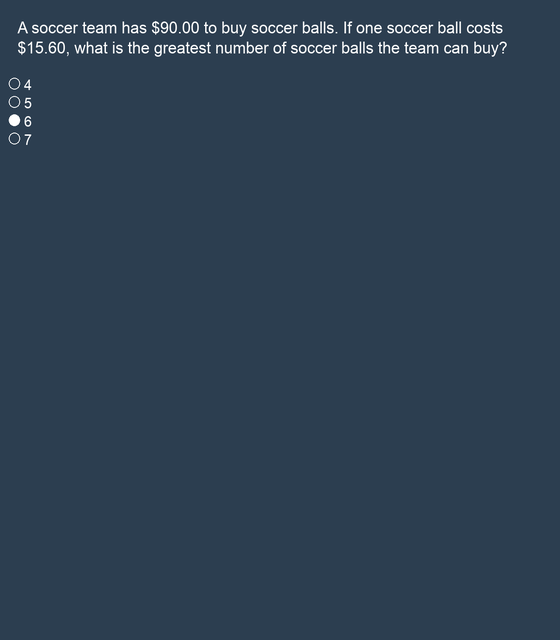 A soccer team has $90.00 to buy soccer balls. If one soccer ball costs
$15.60, what is the greatest number of soccer balls the team can buy?
4
5
6
7